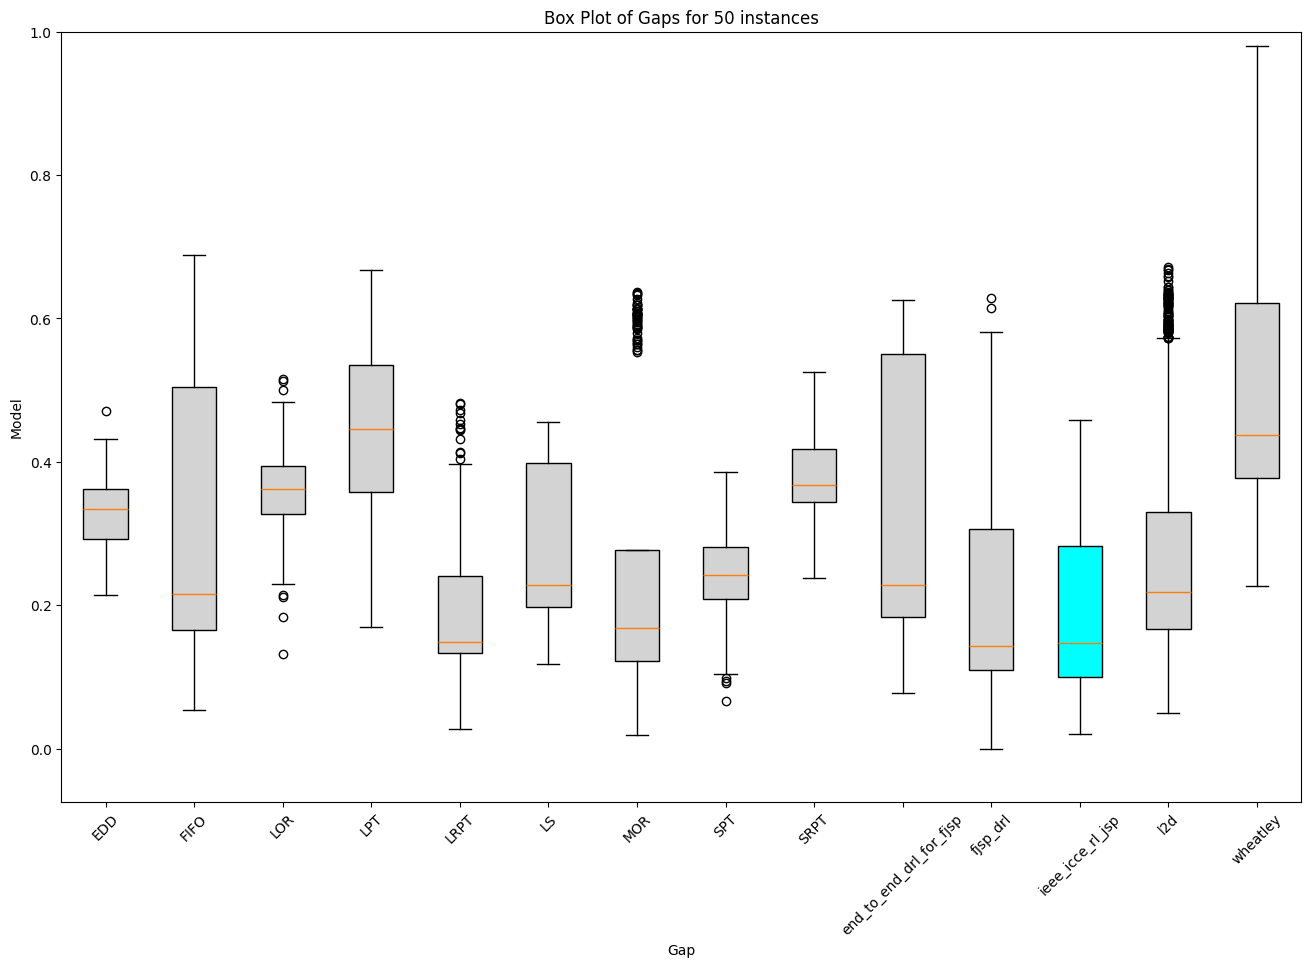 Box Plot of Gaps for 50 instances
1.0
0.8
0.6
0.4
0.2
0.0
Model
EDD
FIFO
LOR
LPT
LRPT
LS
MOR
SPT
SRPT
end_to_end_drl_for_fjsp
fjsp_drl
ieee_icce_rl_jsp
l2d
wheatley
Gap